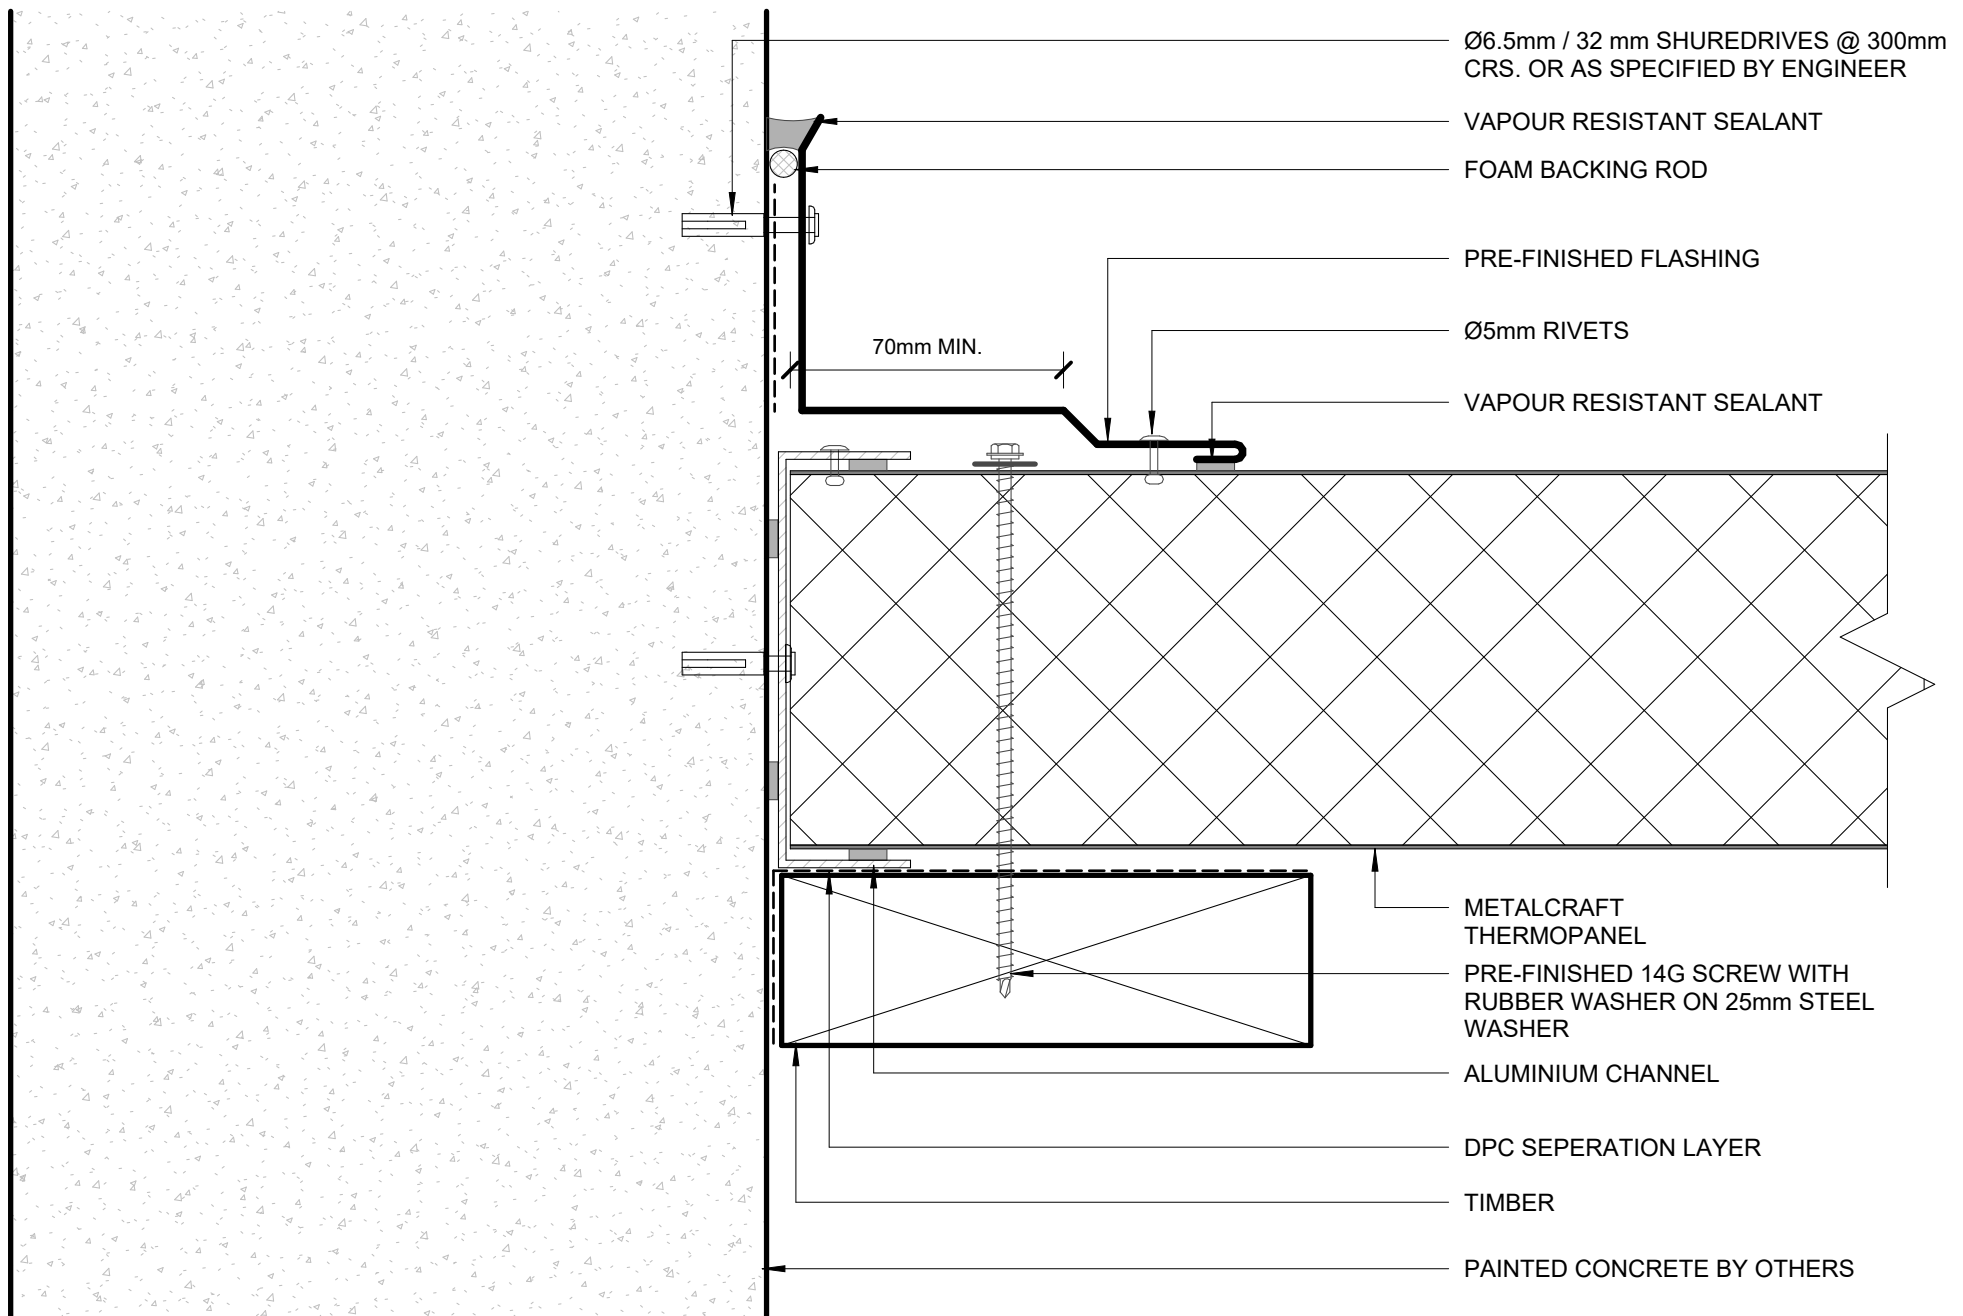 Ø6.5mm / 32 mm SHUREDRIVES @ 300mm
CRS. OR AS SPECIFIED BY ENGINEER
VAPOUR RESISTANT SEALANT
FOAM BACKING ROD
PRE-FINISHED FLASHING
Ø5mm RIVETS
70mm MIN.
VAPOUR RESISTANT SEALANT
METALCRAFT
THERMOPANEL
PRE-FINISHED 14G SCREW WITH
RUBBER WASHER ON 25mm STEEL
WASHER
ALUMINIUM CHANNEL
DPC SEPERATION LAYER
TIMBER
PAINTED CONCRETE BY OTHERS